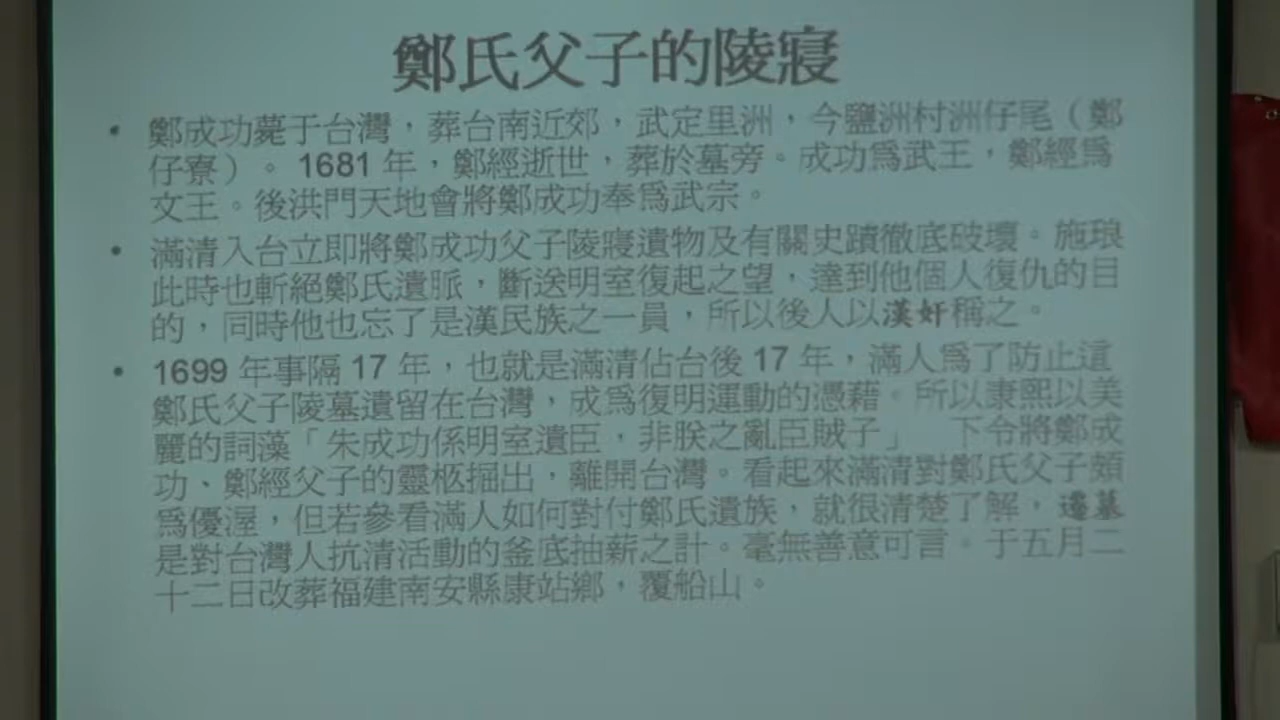 鄭氏父子的陵寢
• 鄭成功薨于台灣，葬台南近郊，武定里洲，今鹽洲村洲仔尾（鄭
仔寮）。1681 年，鄭經逝世，葬於墓旁。成功為武王，鄭經為
文王。後洪門天地會將鄭成功奉為武宗。
• 滿清入台立即將鄭成功父子陵寢遺物及有關史蹟徹底破壞。施琅
此時也斬絕鄭氏遺脈，斷送明室復起之望，達到他個人復仇的目
的，同時他也忘了是漢民族之一員，所以後人以漢奸稱之。
• 1699 年事隔 17 年，也就是滿清佔台後 17 年，滿人為了防止這
鄭氏父子陵墓遺留在台灣，成為復明運動的憑藉。所以康熙以美
麗的詞藻「朱成功係明室遺臣，非朕之亂臣賊子」　下令將鄭成
功、鄭經父子的靈柩掘出，離開台灣。看起來滿清對鄭氏父子頗
為優渥，但若參看滿人如何對付鄭氏遺族，就很清楚了解，遷墓
是對台灣人抗清活動的釜底抽薪之計。毫無善意可言。于五月二
十二日改葬福建南安縣康站鄉，覆船山。